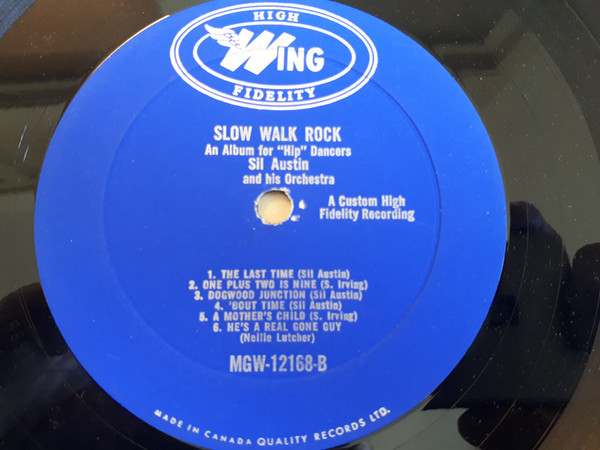 HIGH
WING
FIDELITY
SLOW WALK ROCK
An Album for "Hip" Dancers
Sil Austin
and his Orchestra
A Custom High
Fidelity Recording
1. THE LAST TIME (Sil Austin)
2. ONE PLUS TWO IS NINE (S. Irving)
3. DOGWOOD JUNCTION (Sil Austin)
4. 'BOUT TIME (Sil Austin)
5. A MOTHER'S CHILD (S. Irving)
6. HE'S A REAL GONE GUY
(Nellie Lutcher)
MGW-12168-B
MADE IN CANADA QUALITY RECORDS LTD.